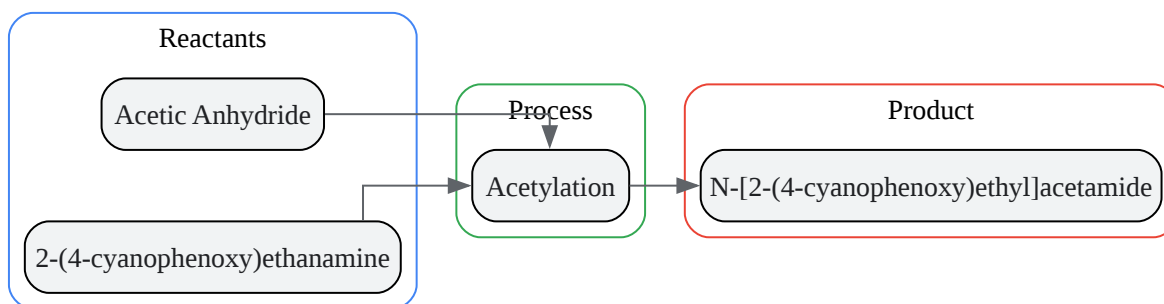 Reactants
Acetic Anhydride
2-(4-cyanophenoxy)ethanamine
Process
Acetylation
Product
N-[2-(4-cyanophenoxy)ethyl]acetamide